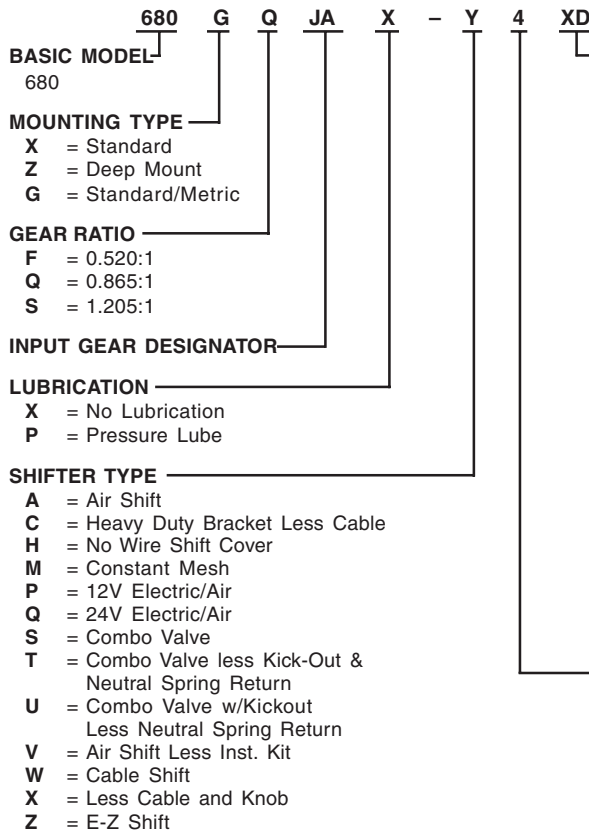 680 G Q JA X – Y 4 XD
BASIC MODEL
680
MOUNTING TYPE
X = Standard
Z = Deep Mount
G = Standard/Metric
GEAR RATIO
F = 0.520:1
Q = 0.865:1
S = 1.205:1
INPUT GEAR DESIGNATOR
LUBRICATION
X = No Lubrication
P = Pressure Lube
SHIFTER TYPE
A = Air Shift
C = Heavy Duty Bracket Less Cable
H = No Wire Shift Cover
M = Constant Mesh
P = 12V Electric/Air
Q = 24V Electric/Air
S = Combo Valve
T = Combo Valve less Kick-Out &
Neutral Spring Return
U = Combo Valve w/Kickout
Less Neutral Spring Return
V = Air Shift Less Inst. Kit
W = Cable Shift
X = Less Cable and Knob
Z = E-Z Shift